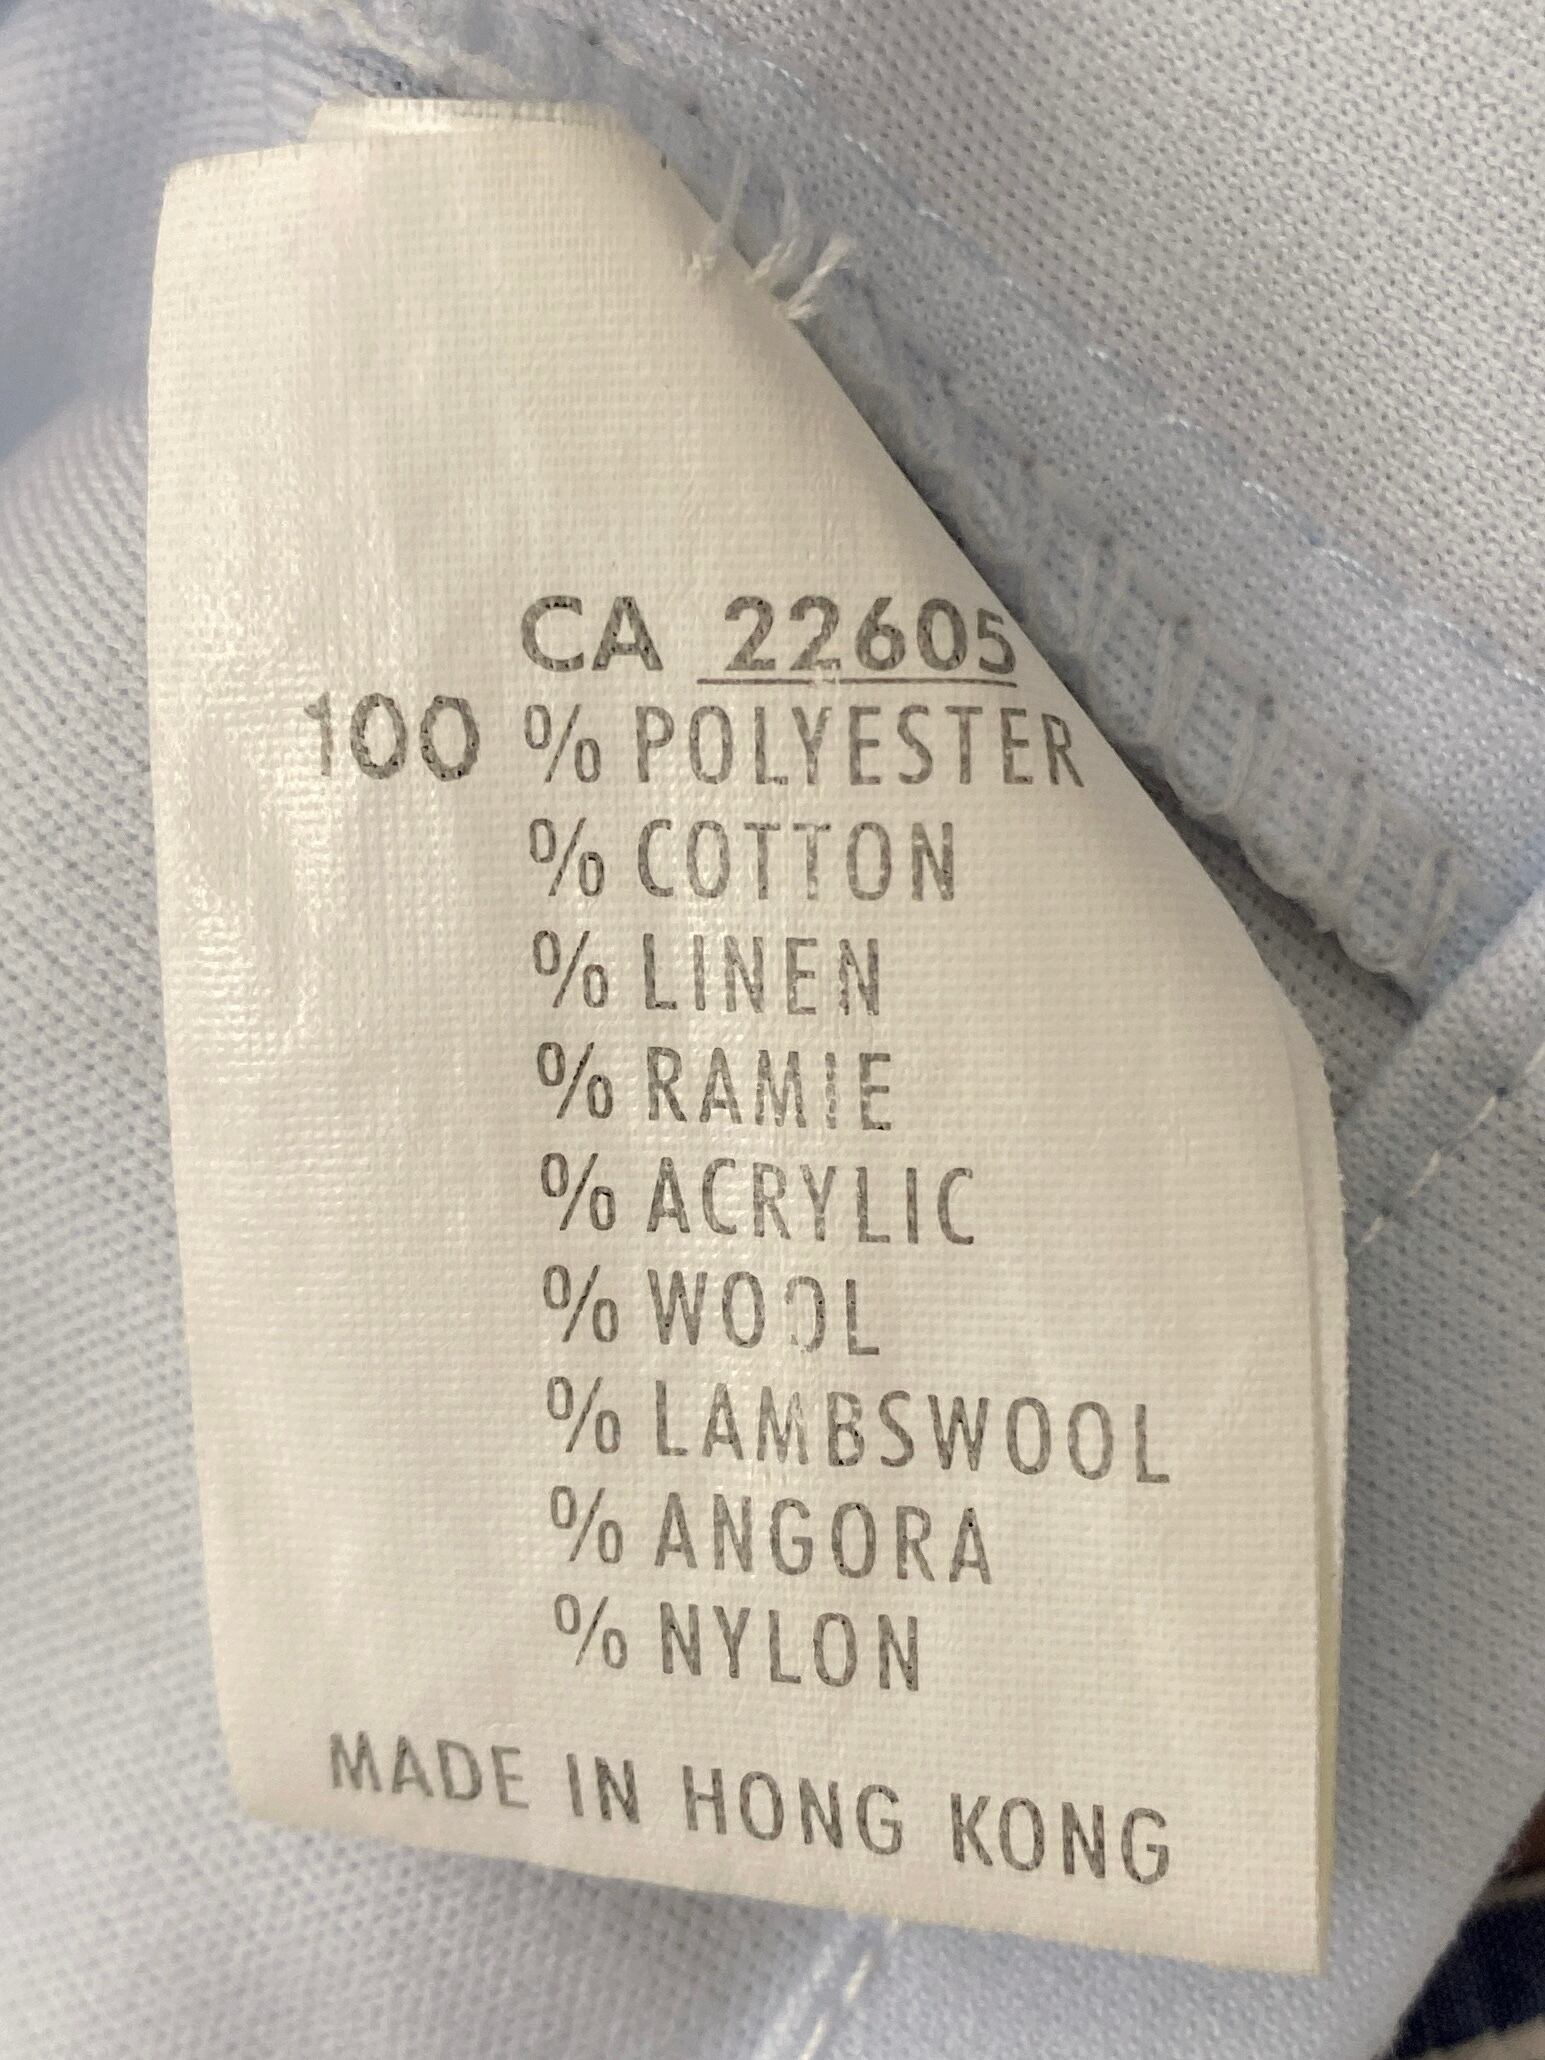 CA 22605
100 % POLYESTER
% COTTON
% LINEN
% RAMIE
% ACRYLIC
% WOOL
% LAMBSWOOL
% ANGORA
% NYLON
MADE IN HONG KONG